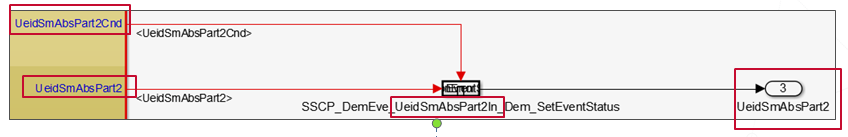 UeidSmAbsPart2Cnd
<UeidSmAbsPart2Cnd>
UeidSmAbsPart2
<UeidSmAbsPart2>
3
SSCP_DemEve_UeidSmAbsPart2In_Dem_SetEventStatus
UeidSmAbsPart2